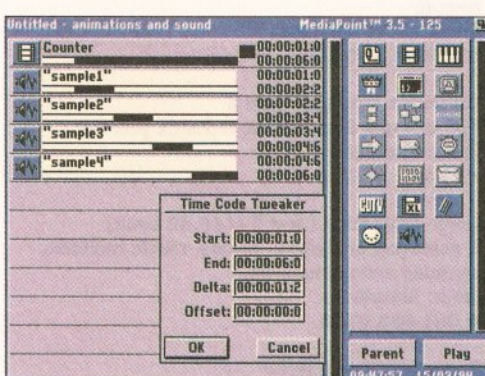 Untitled - animations and sound
MediaPoint™ 3.5 - 125
Counter
00:00:01:0
00:00:06:0
"sample1"
00:00:01:0
00:00:02:2
"sample2"
00:00:02:2
00:00:03:4
"sample3"
00:00:03:4
00:00:04:6
"sample4"
00:00:04:6
00:00:06:0
Time Code Tweaker
Start: 00:00:01:0
End: 00:00:06:0
Delta: 00:00:01:2
Offset: 00:00:00:0
OK
Cancel
CDTV
XL
Parent
Play